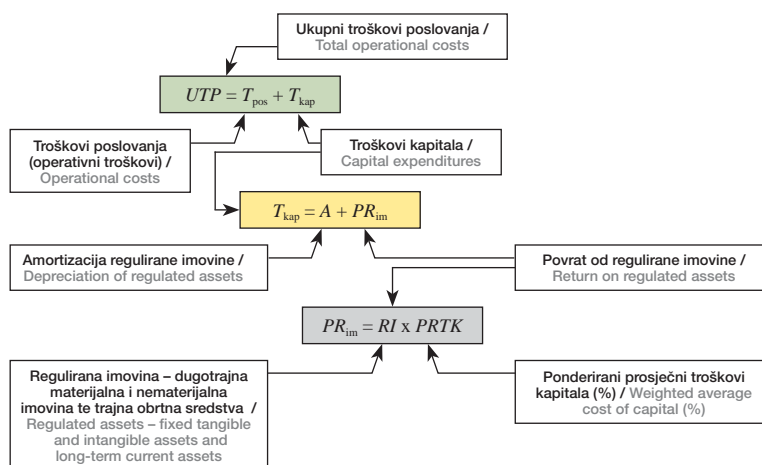 Ukupni troškovi poslovanja /
Total operational costs
UTP = T_pos + T_kap
Troškovi poslovanja
(operativni troškovi) /
Operational costs
Troškovi kapitala /
Capital expenditures
T_kap = A + PR_im
Amortizacija regulirane imovine /
Depreciation of regulated assets
Povrat od regulirane imovine /
Return on regulated assets
PR_im = RI x PRTK
Regulirana imovina – dugotrajna
materijalna i nematerijalna
imovina te trajna obrtna sredstva /
Regulated assets – fixed tangible
and intangible assets and
long-term current assets
Ponderirani prosječni troškovi
kapitala (%) / Weighted average
cost of capital (%)